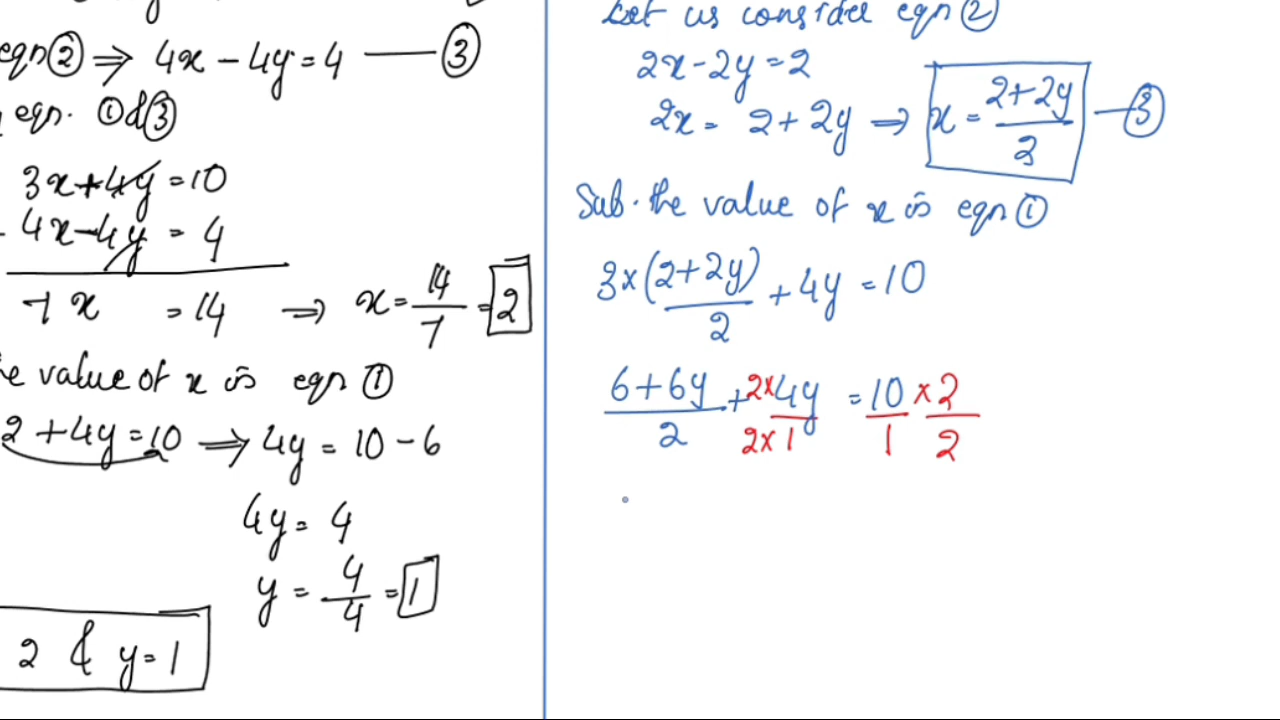 eqn② ⇒ 4x − 4y = 4 — ③
eqn. ① & ③
3x + 4y = 10
4x − 4y = 4
7x = 14 ⇒ x = 14/7 = 2
e value of x in eqn ①
2 + 4y = 10 ⇒ 4y = 10 − 6
4y = 4
y = 4/4 = 1
2 & y = 1
Let us consider eqn ②
2x − 2y = 2
2x = 2 + 2y ⇒ x = (2 + 2y)/2 — ③
Sub. the value of x in eqn ①
3 × (2 + 2y)/2 + 4y = 10
(6 + 6y)/2 + (2 × 4y)/(2 × 1) = 10/1 × 2/2